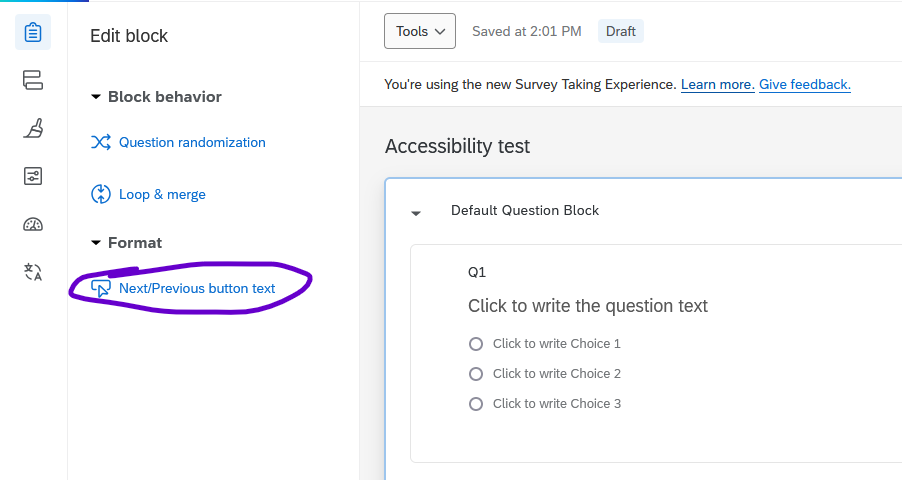 Edit block
Block behavior
Question randomization
Loop & merge
Format
Next/Previous button text
Tools
Saved at 2:01 PM
Draft
You're using the new Survey Taking Experience. Learn more. Give feedback.
Accessibility test
Default Question Block
Q1
Click to write the question text
Click to write Choice 1
Click to write Choice 2
Click to write Choice 3